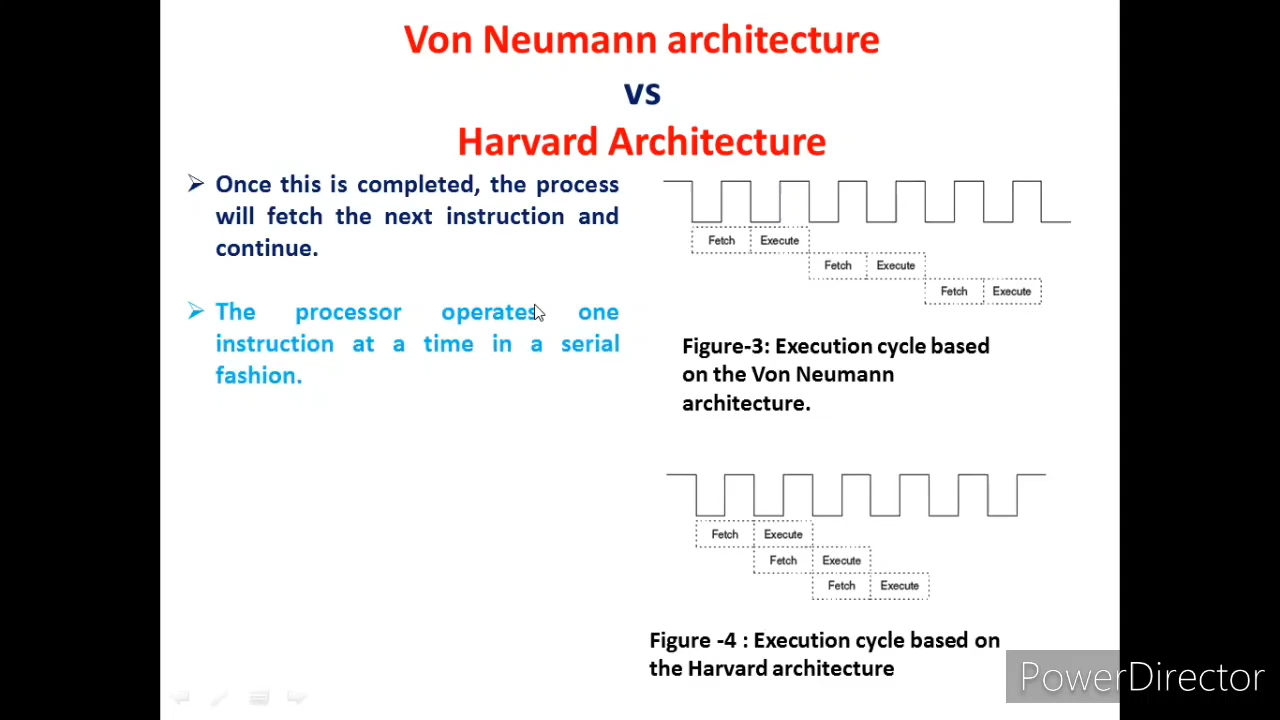 Von Neumann architecture
vs
Harvard Architecture
Once this is completed, the process
will fetch the next instruction and
continue.
The processor operates one
instruction at a time in a serial
fashion.
Fetch Execute
Fetch Execute
Fetch Execute
Figure-3: Execution cycle based
on the Von Neumann
architecture.
Fetch Execute
Fetch Execute
Fetch Execute
Figure -4 : Execution cycle based on
the Harvard architecture
PowerDirector